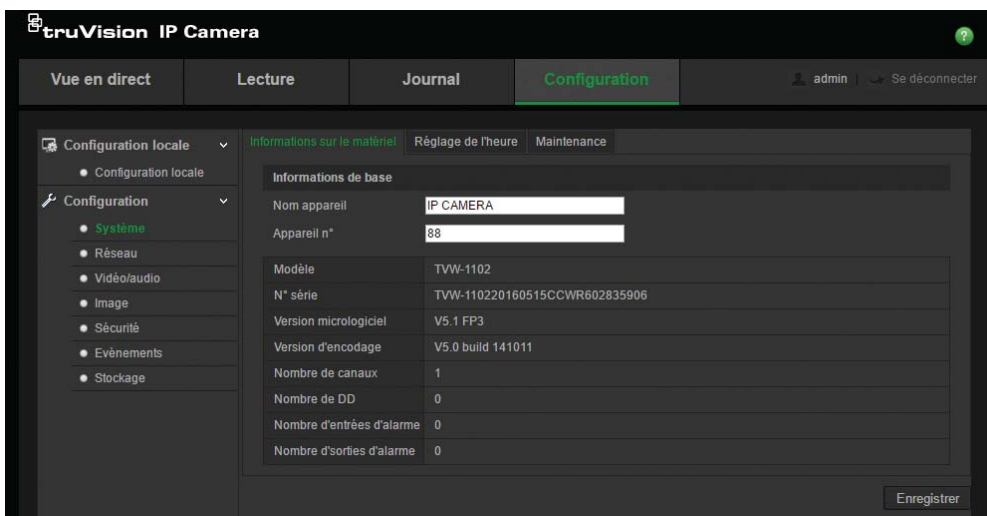 truVision IP Camera
?
Vue en direct
Lecture
Journal
Configuration
admin
Se déconnecter
Configuration locale
Configuration locale
Configuration
Système
Réseau
Vidéo/audio
Image
Sécurité
Evènements
Stockage
Informations sur le matériel
Réglage de l'heure
Maintenance
Informations de base
Nom appareil IP CAMERA
Appareil n° 88
Modèle TVW-1102
N° série TVW-110220160515CCWR602835906
Version micrologiciel V5.1 FP3
Version d'encodage V5.0 build 141011
Nombre de canaux 1
Nombre de DD 0
Nombre d'entrées d'alarme 0
Nombre d'sorties d'alarme 0
Enregistrer